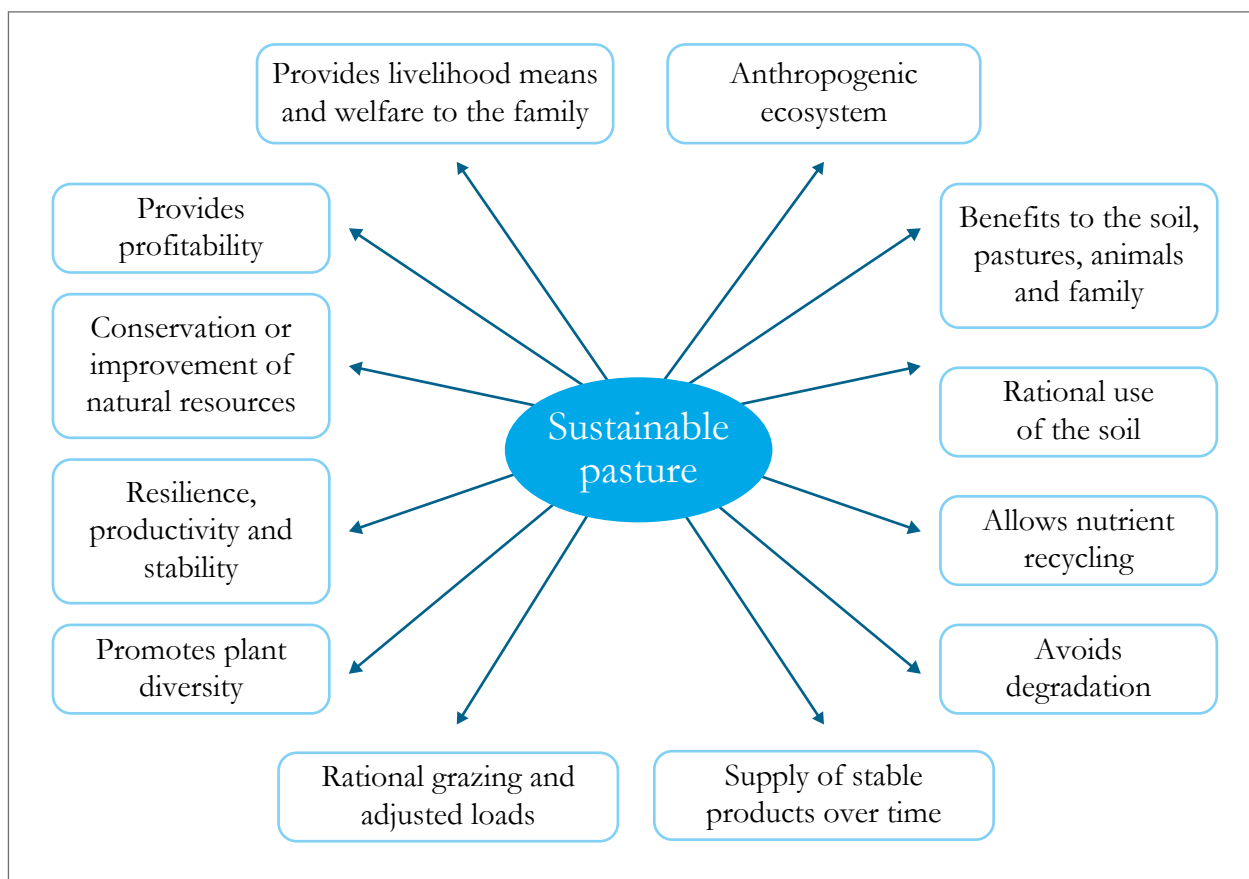 Provides livelihood means
and welfare to the family
Anthropogenic
ecosystem
Provides
profitability
Benefits to the soil,
pastures, animals
and family
Conservation or
improvement of
natural resources
Rational use
of the soil
Sustainable
pasture
Resilience,
productivity and
stability
Allows nutrient
recycling
Promotes plant
diversity
Avoids
degradation
Rational grazing and
adjusted loads
Supply of stable
products over time